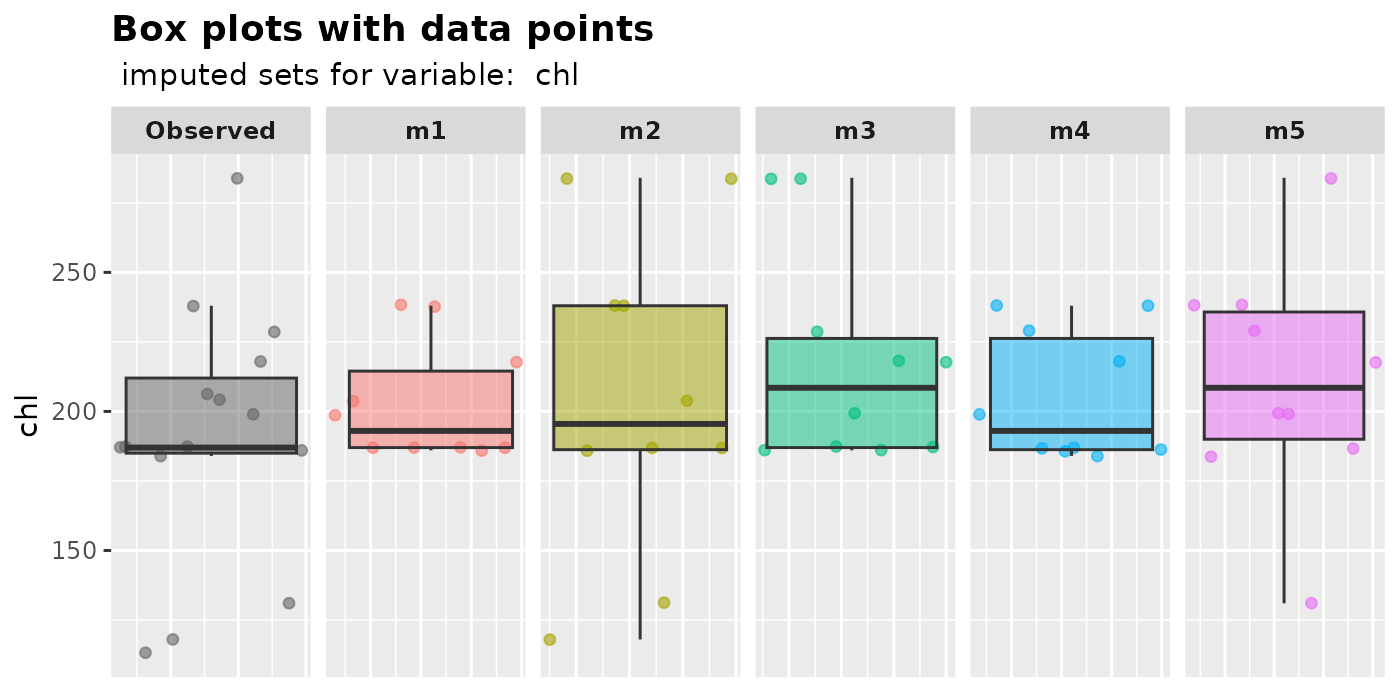 Box plots with data points
imputed sets for variable:  chl
Observed m1 m2 m3 m4 m5
chl
250
200
150